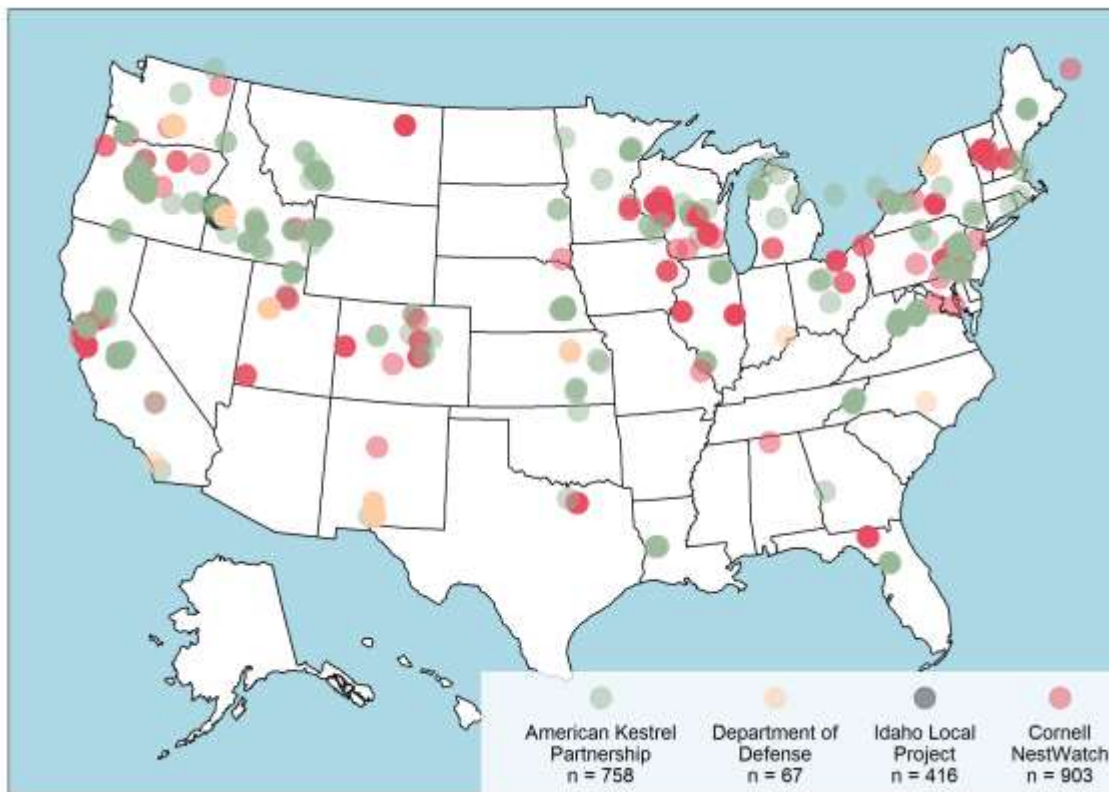 American Kestrel
Partnership
n = 758
Department of
Defense
n = 67
Idaho Local
Project
n = 416
Cornell
NestWatch
n = 903